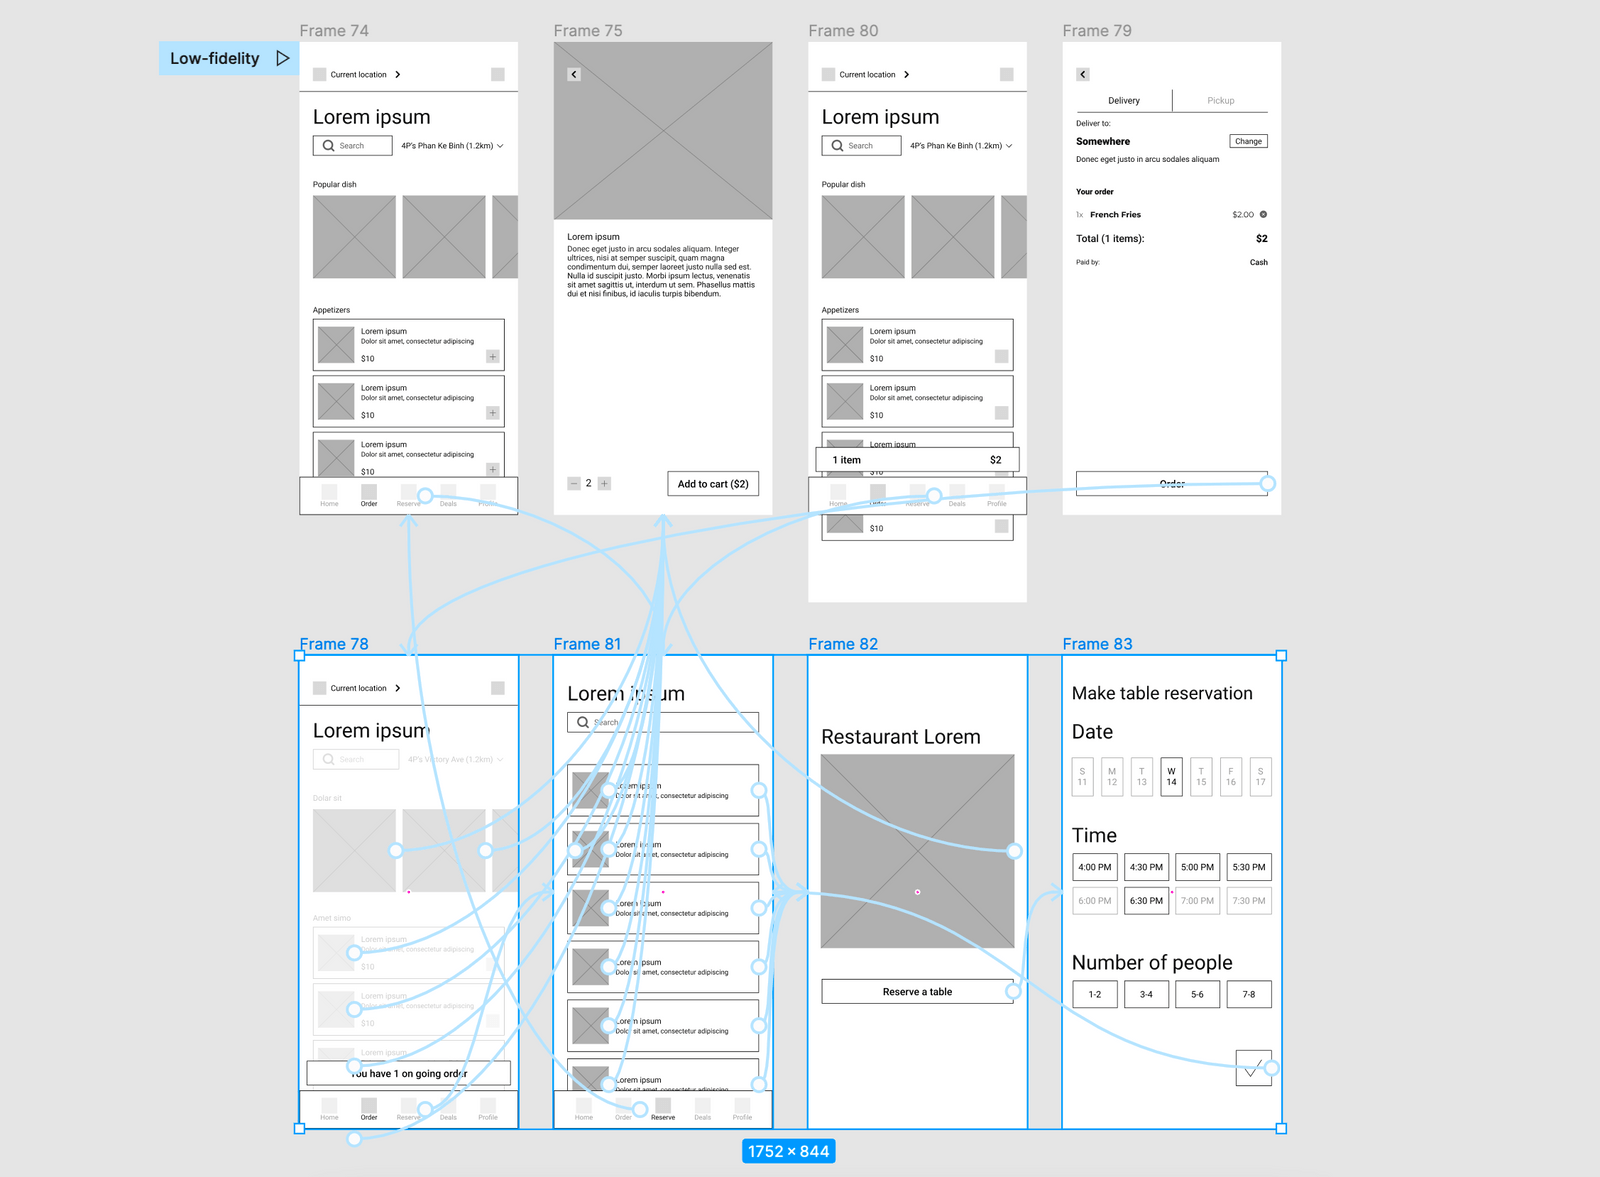 Low-fidelity
Frame 74
Current location
Lorem ipsum
Search
4P's Phan Ke Binh (1.2km)
Popular dish
Appetizers
Lorem ipsum
Dolor sit amet, consectetur adipiscing
$10
+
Lorem ipsum
Dolor sit amet, consectetur adipiscing
$10
+
Lorem ipsum
Dolor sit amet, consectetur adipiscing
$10
+
Home Order Reserve Deals Profile
Frame 75
Lorem ipsum
Donec eget justo in arcu sodales aliquam. Integer
ultrices, nisi at semper suscipit, quam magna
condimentum dui, semper laoreet justo nulla sed est.
Nulla id suscipit justo. Morbi ipsum lectus, venenatis
sit amet sagittis ut, interdum ut sem. Phasellus mattis
dui et nisi finibus, id iaculis turpis bibendum.
− 2 +
Add to cart ($2)
Frame 80
Current location
Lorem ipsum
Search
4P's Phan Ke Binh (1.2km)
Popular dish
Appetizers
Lorem ipsum
Dolor sit amet, consectetur adipiscing
$10
Lorem ipsum
Dolor sit amet, consectetur adipiscing
$10
Lorem ipsum
1 item $2
Home Order Reserve Deals Profile
$10
Frame 79
Delivery Pickup
Deliver to:
Somewhere
Change
Donec eget justo in arcu sodales aliquam
Your order
1x French Fries $2.00
Total (1 items): $2
Paid by: Cash
Order
Frame 78
Current location
Lorem ipsum
Search
4P's Victory Ave (1.2km)
Dolar sit
Amet simo
Lorem ipsum
Dolor sit amet, consectetur adipiscing
$10
Lorem ipsum
Dolor sit amet, consectetur adipiscing
$10
Lorem ipsum
You have 1 on going order
Home Order Reserve Deals Profile
Frame 81
Lorem ipsum
Search
Lorem ipsum
Dolor sit amet, consectetur adipiscing
Lorem ipsum
Dolor sit amet, consectetur adipiscing
Lorem ipsum
Dolor sit amet, consectetur adipiscing
Lorem ipsum
Dolor sit amet, consectetur adipiscing
Lorem ipsum
Dolor sit amet, consectetur adipiscing
Lorem ipsum
Dolor sit amet, consectetur adipiscing
Home Order Reserve Deals Profile
Frame 82
Restaurant Lorem
Reserve a table
Frame 83
Make table reservation
Date
S M T W T F S
11 12 13 14 15 16 17
Time
4:00 PM 4:30 PM 5:00 PM 5:30 PM
6:00 PM 6:30 PM 7:00 PM 7:30 PM
Number of people
1-2 3-4 5-6 7-8
1752 × 844